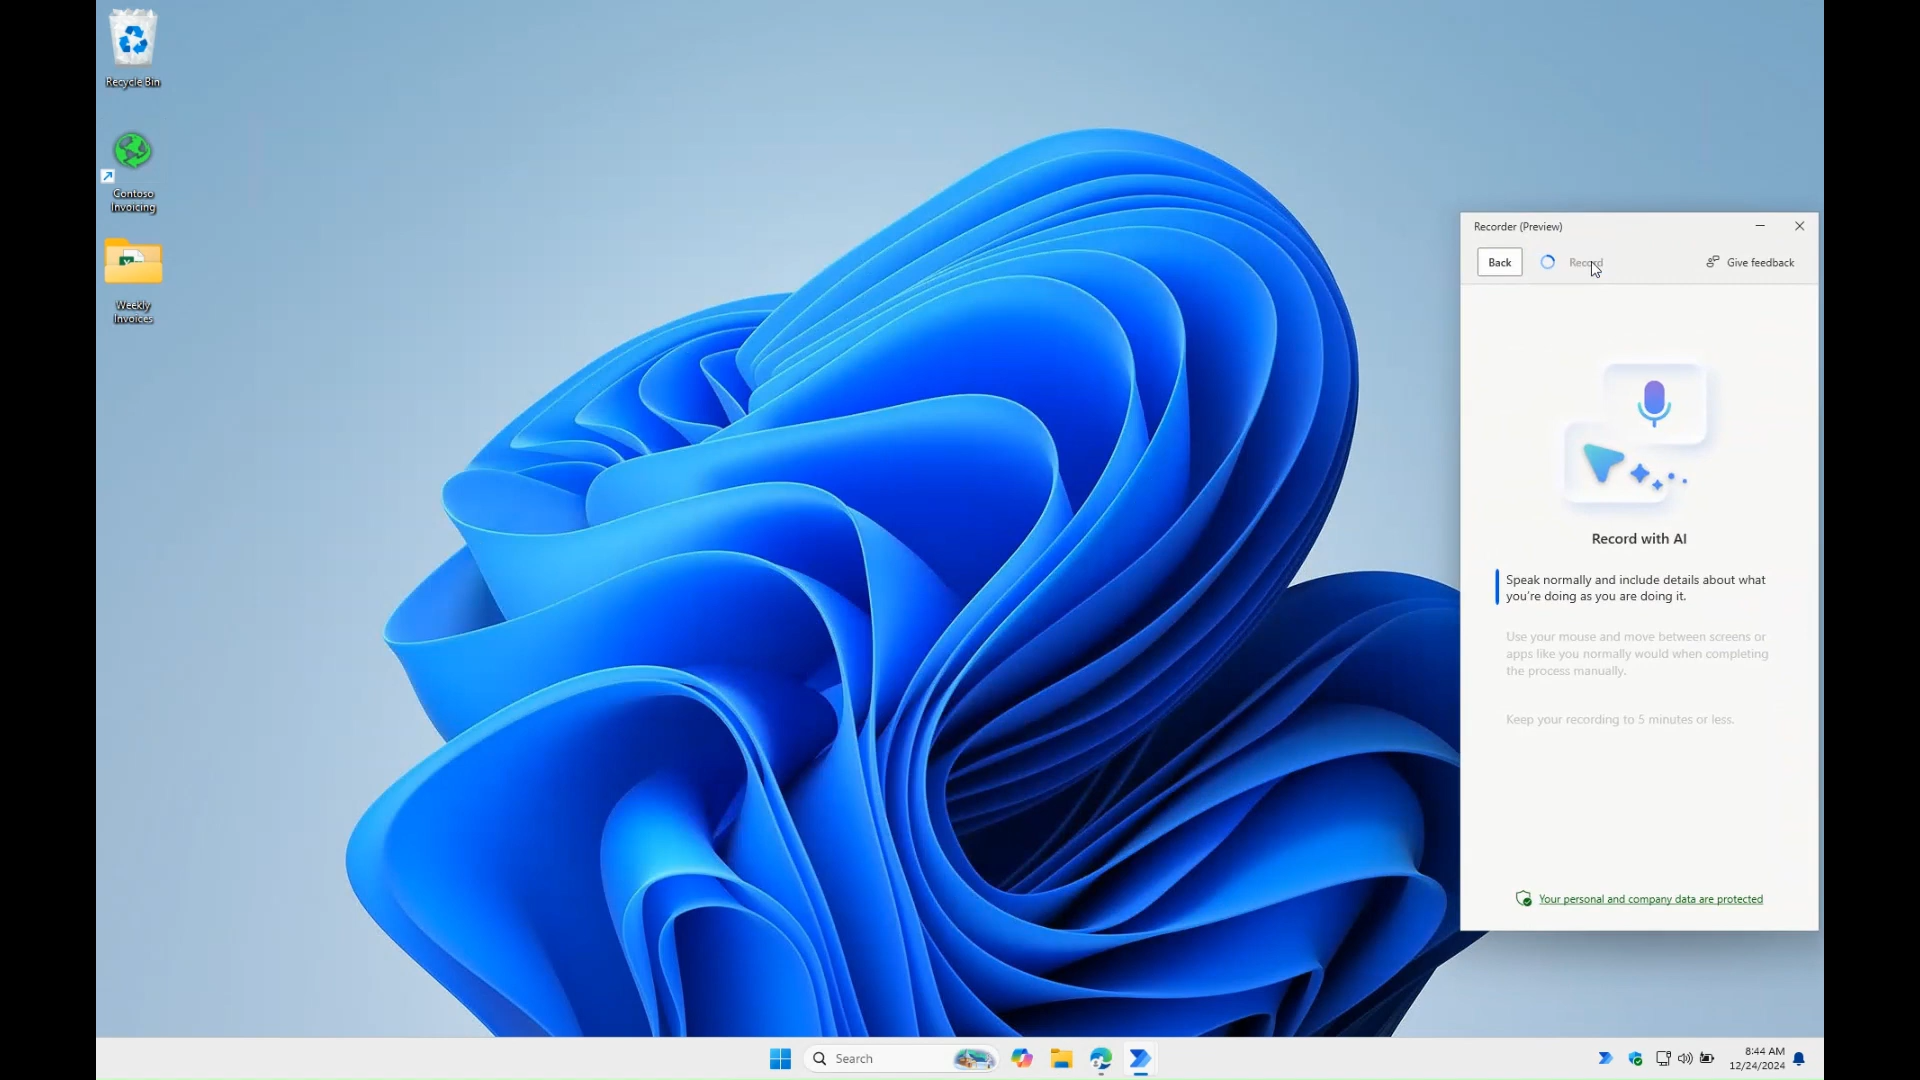 Recycle Bin
Contoso
Invoicing
Weekly
Invoices
Recorder (Preview)
Back
Record
Give feedback
Record with AI
Speak normally and include details about what
you're doing as you are doing it.
Use your mouse and move between screens or
apps like you normally would when completing
the process manually.
Keep your recording to 5 minutes or less.
Your personal and company data are protected
Search
8:44 AM
12/24/2024